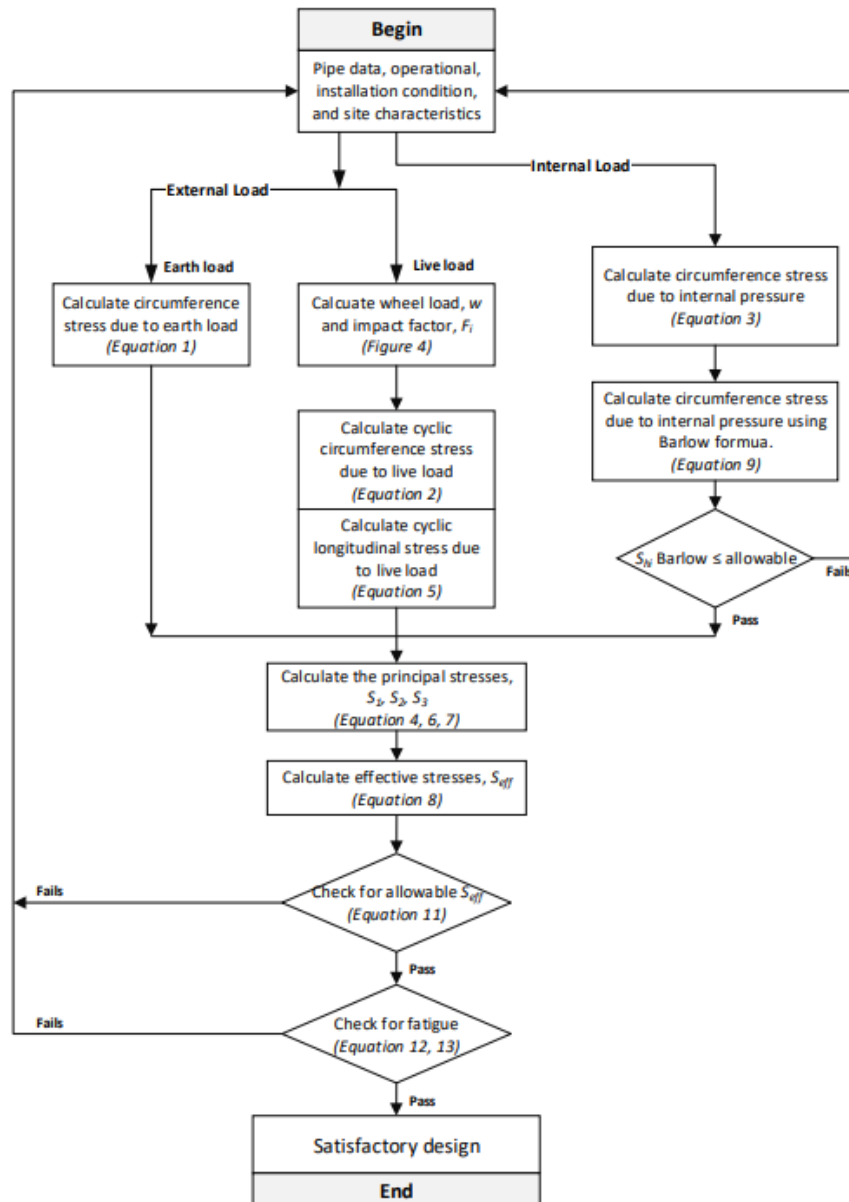 Begin
Pipe data, operational,
installation condition,
and site characteristics
External Load
Internal Load
Earth load
Live load
Calculate circumference
stress due to earth load
(Equation 1)
Calcuate wheel load, w
and impact factor, Fi
(Figure 4)
Calculate circumference stress
due to internal pressure
(Equation 3)
Calculate cyclic
circumference stress
due to live load
(Equation 2)
Calculate cyclic
longitudinal stress due
to live load
(Equation 5)
Calculate circumference stress
due to internal pressure using
Barlow formua.
(Equation 9)
Shi Barlow ≤ allowable
Fails
Pass
Calculate the principal stresses,
S1, S2, S3
(Equation 4, 6, 7)
Calculate effective stresses, Seff
(Equation 8)
Fails
Check for allowable Seff
(Equation 11)
Pass
Fails
Check for fatigue
(Equation 12, 13)
Pass
Satisfactory design
End